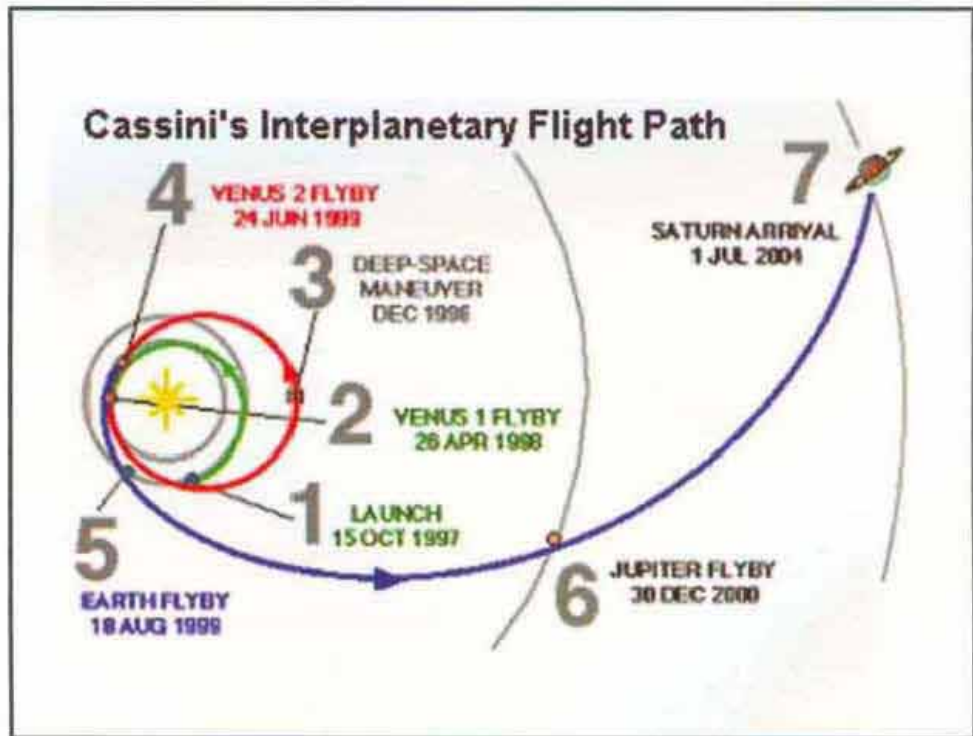 Cassini's Interplanetary Flight Path
4
VENUS 2 FLYBY
24 JUN 1999
3
DEEP-SPACE
MANEUVER
DEC 1998
7
SATURN ARRIVAL
1 JUL 2004
2
VENUS 1 FLYBY
26 APR 1998
1
LAUNCH
15 OCT 1997
5
EARTH FLYBY
18 AUG 1999
6
JUPITER FLYBY
30 DEC 2000